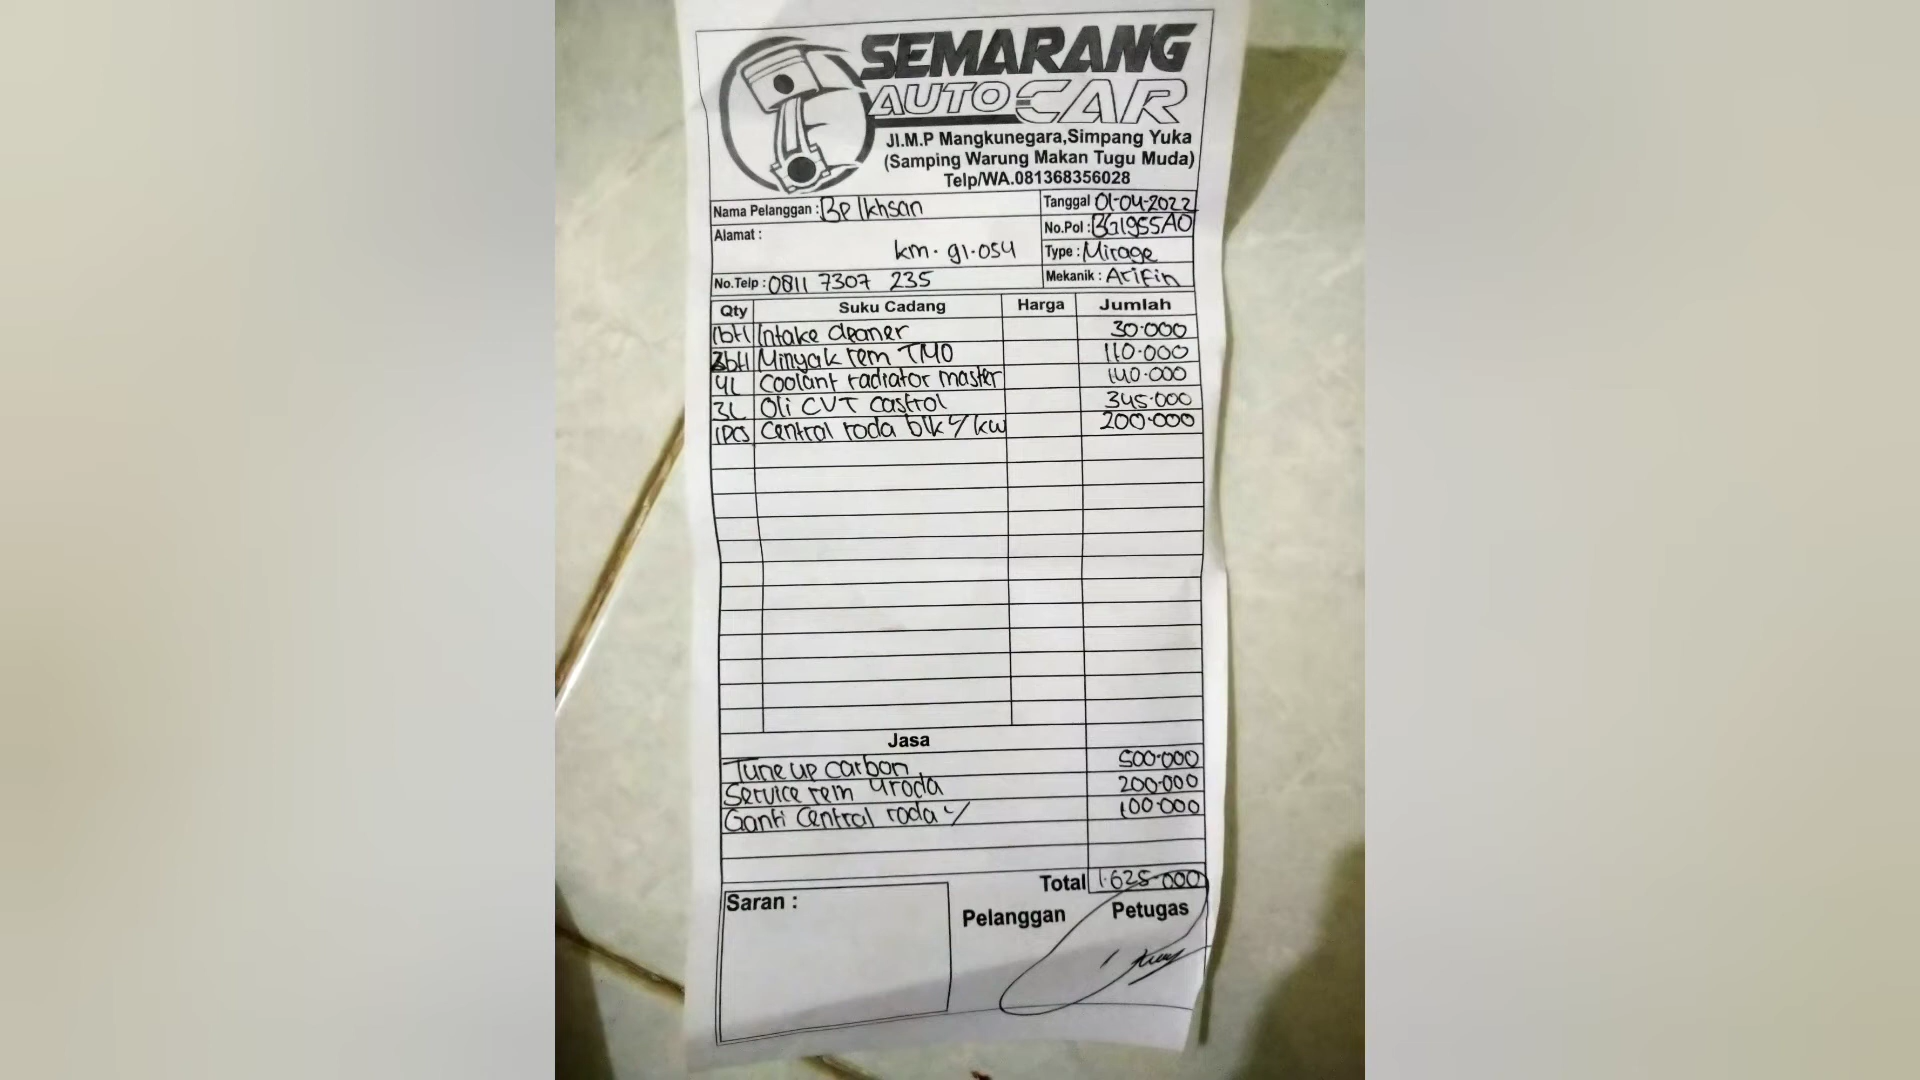 SEMARANG
AUTO CAR
Jl.M.P Mangkunegara,Simpang Yuka
(Samping Warung Makan Tugu Muda)
Telp/WA.081368356028
Nama Pelanggan : Bp Ikhsan
Tanggal 01-04-2022
Alamat :
No.Pol : BG1955AO
km. 91.054
Type : Mirage
No.Telp : 0811 7307 235
Mekanik : Arifin
Qty Suku Cadang Harga Jumlah
1btl Intake cleaner 30.000
btl Minyak rem TMO 110.000
4L Coolant radiator master 140.000
3L Oli CVT castrol 345.000
1PCS Central roda blk kw 200.000
Jasa
Tune up carbon 500.000
Service rem 4 roda 200.000
Ganti Central roda 100.000
Total 1.625.000
Saran :
Pelanggan Petugas